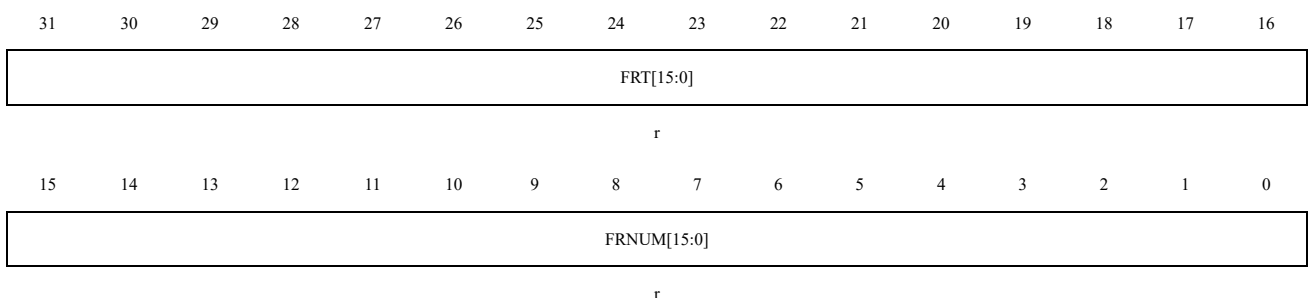 31 30 29 28 27 26 25 24 23 22 21 20 19 18 17 16
FRT[15:0]
r
15 14 13 12 11 10 9 8 7 6 5 4 3 2 1 0
FRNUM[15:0]
r